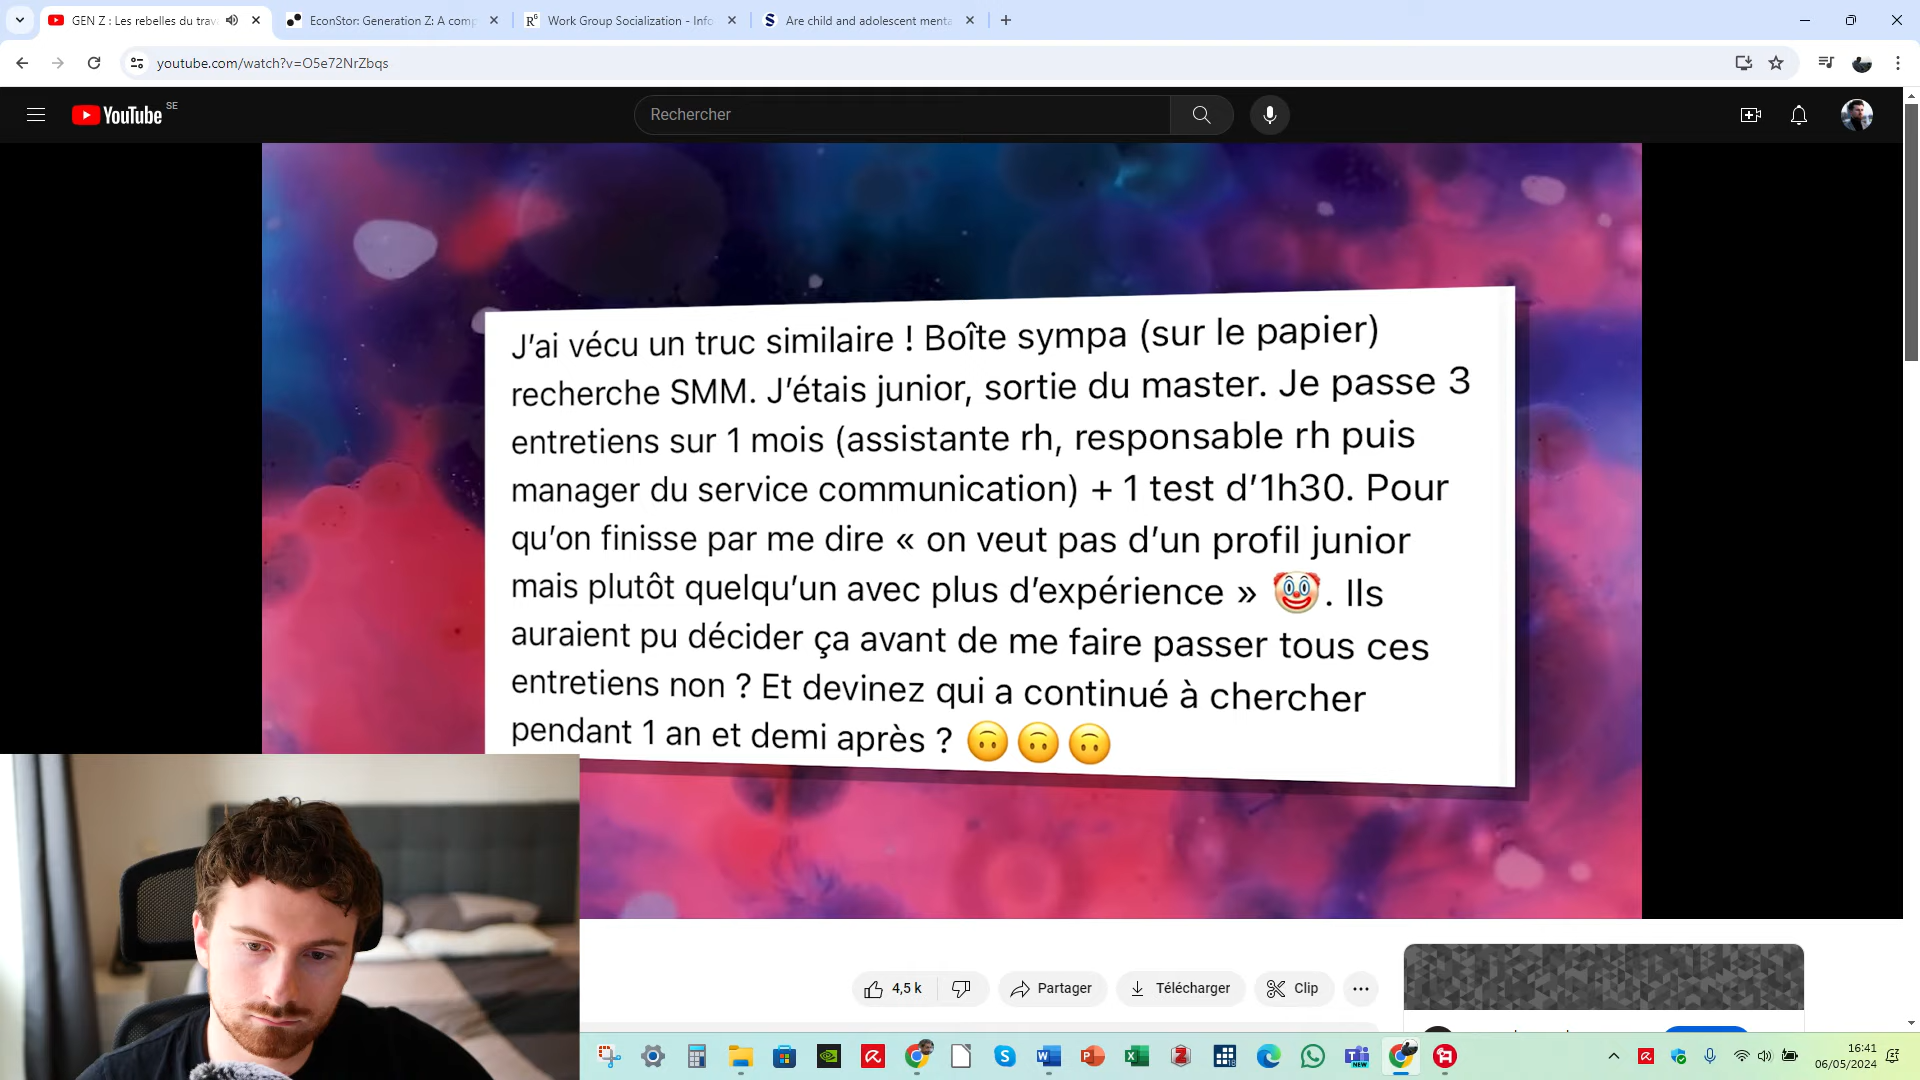 GEN Z : Les rebelles du trav
EconStor: Generation Z: A comp
Work Group Socialization - Info
Are child and adolescent menta
youtube.com/watch?v=O5e72NrZbqs
YouTube SE
Rechercher
J'ai vécu un truc similaire ! Boîte sympa (sur le papier)
recherche SMM. J'étais junior, sortie du master. Je passe 3
entretiens sur 1 mois (assistante rh, responsable rh puis
manager du service communication) + 1 test d'1h30. Pour
qu'on finisse par me dire « on veut pas d'un profil junior
mais plutôt quelqu'un avec plus d'expérience » 🤡. Ils
auraient pu décider ça avant de me faire passer tous ces
entretiens non ? Et devinez qui a continué à chercher
pendant 1 an et demi après ? 🙃 🙃 🙃
4,5 k
Partager
Télécharger
Clip
16:41
06/05/2024